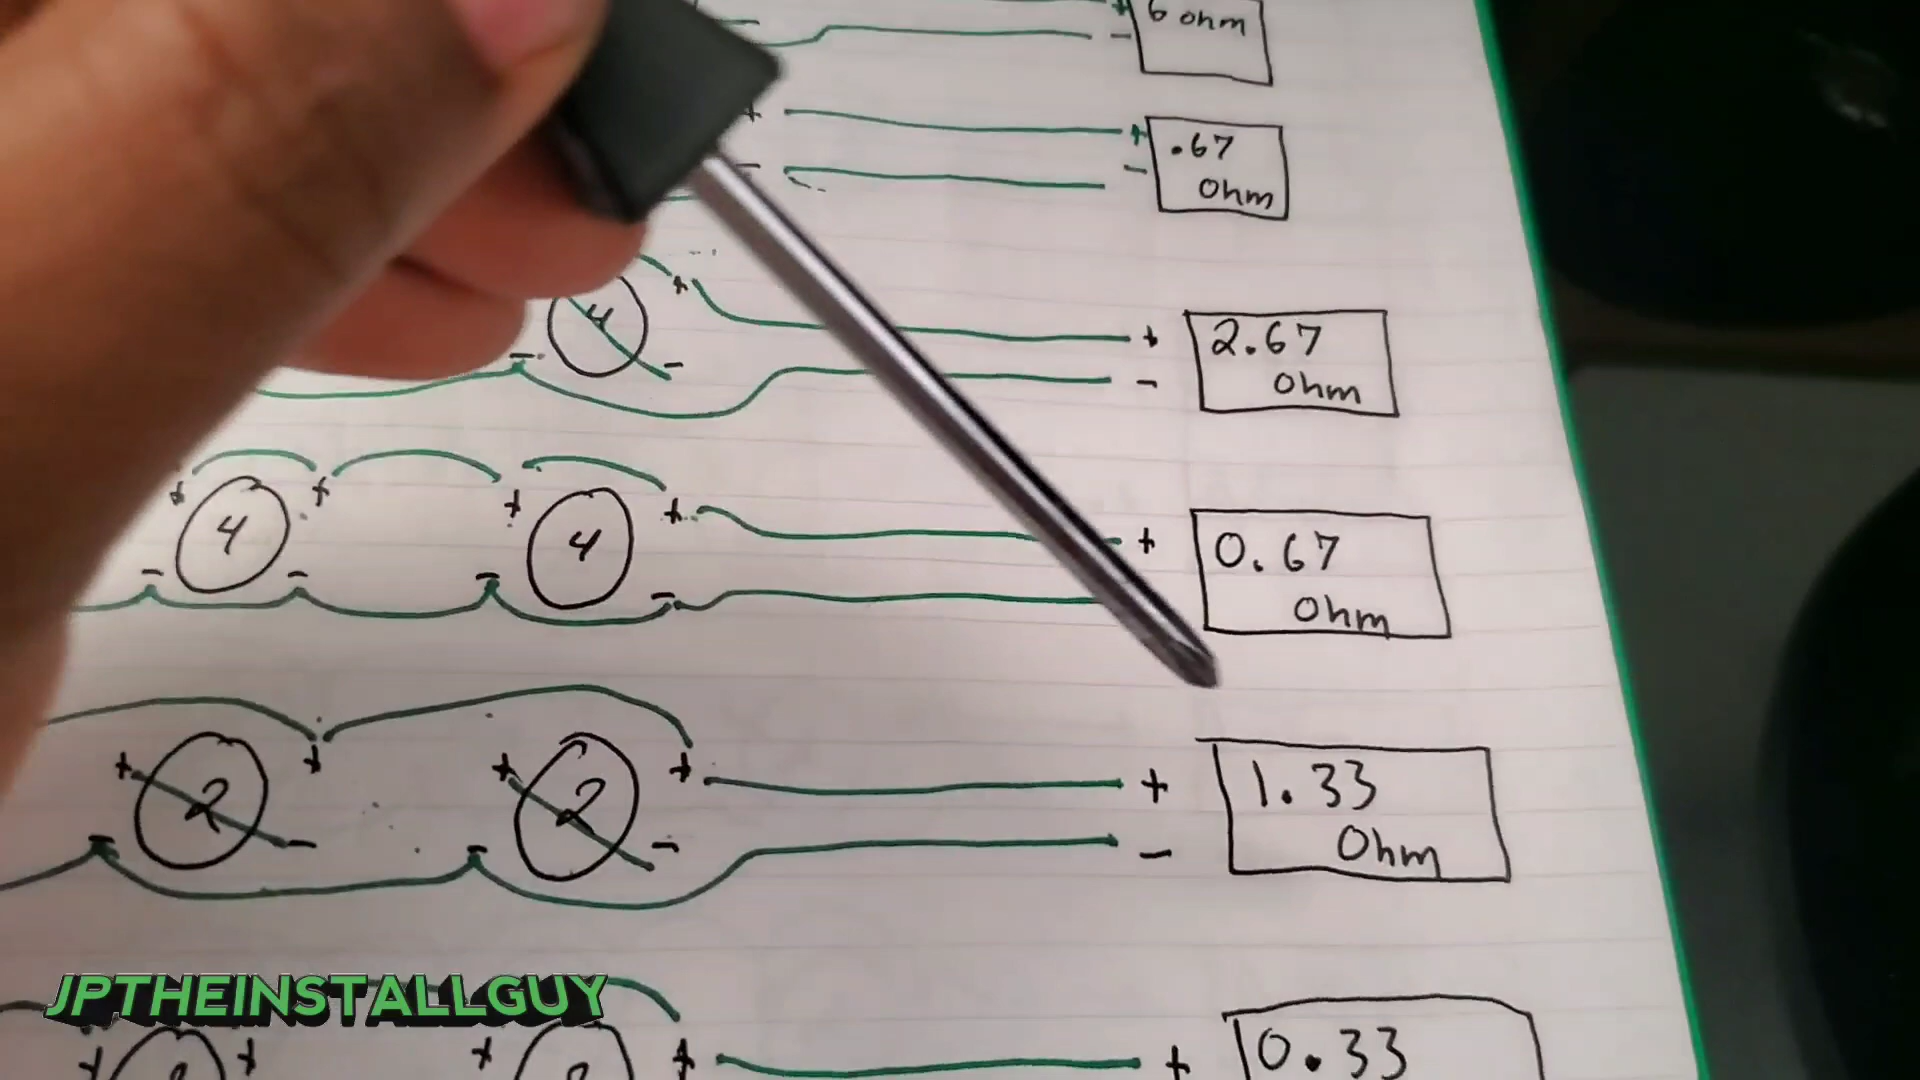 +
6 ohm
-
+ + .67
- - Ohm
+
4
- -
+ 2.67
- Ohm
+ + + +
4 4
- - - -
+ 0.67
Ohm
+ + + +
2 2
- - - -
+ 1.33
- Ohm
JPTHEINSTALLGUY
+ + + +
+ 0.33